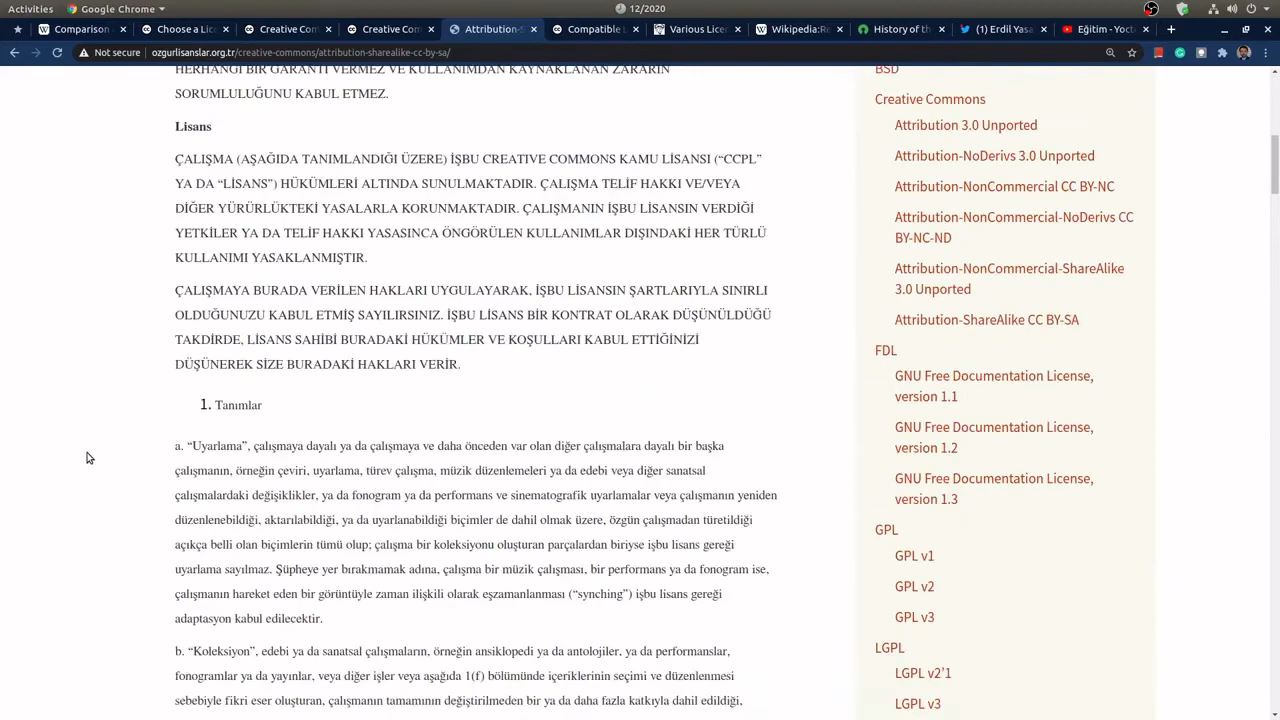 Activities
Google Chrome
12/2020
Comparison
Choose a Lic
Creative Com
Creative Com
Attribution-S
Compatible L
Various Licer
Wikipedia:Re
History of the
(1) Erdil Yasa
Eğitim - Yoct
Not secure
ozgurlisanslar.org.tr/creative-commons/attribution-sharealike-cc-by-sa/
HERHANGİ BİR GARANTİ VERMEZ VE KULLANIMDAN KAYNAKLANAN ZARARIN
SORUMLULUĞUNU KABUL ETMEZ.
Lisans
ÇALIŞMA (AŞAĞIDA TANIMLANDIĞI ÜZERE) İŞBU CREATIVE COMMONS KAMU LİSANSI (“CCPL”
YA DA “LİSANS”) HÜKÜMLERİ ALTINDA SUNULMAKTADIR. ÇALIŞMA TELİF HAKKI VE/VEYA
DİĞER YÜRÜRLÜKTEKİ YASALARLA KORUNMAKTADIR. ÇALIŞMANIN İŞBU LİSANSIN VERDİĞİ
YETKİLER YA DA TELİF HAKKI YASASINCA ÖNGÖRÜLEN KULLANIMLAR DIŞINDAKİ HER TÜRLÜ
KULLANIMI YASAKLANMIŞTIR.
ÇALIŞMAYA BURADA VERİLEN HAKLARI UYGULAYARAK, İŞBU LİSANSIN ŞARTLARIYLA SINIRLI
OLDUĞUNUZU KABUL ETMİŞ SAYILIRSINIZ. İŞBU LİSANS BİR KONTRAT OLARAK DÜŞÜNÜLDÜĞÜ
TAKDİRDE, LİSANS SAHİBİ BURADAKİ HÜKÜMLER VE KOŞULLARI KABUL ETTİĞİNİZİ
DÜŞÜNEREK SİZE BURADAKİ HAKLARI VERİR.
1. Tanımlar
a. “Uyarlama”, çalışmaya dayalı ya da çalışmaya ve daha önceden var olan diğer çalışmalara dayalı bir başka
çalışmanın, örneğin çeviri, uyarlama, türev çalışma, müzik düzenlemeleri ya da edebi veya diğer sanatsal
çalışmalardaki değişiklikler, ya da fonogram ya da performans ve sinematografik uyarlamalar veya çalışmanın yeniden
düzenlenebildiği, aktarılabildiği, ya da uyarlanabildiği biçimler de dahil olmak üzere, özgün çalışmadan türetildiği
açıkça belli olan biçimlerin tümü olup; çalışma bir koleksiyonu oluşturan parçalardan biriyse işbu lisans gereği
uyarlama sayılmaz. Şüpheye yer bırakmamak adına, çalışma bir müzik çalışması, bir performans ya da fonogram ise,
çalışmanın hareket eden bir görüntüyle zaman ilişkili olarak eşzamanlanması (“synching”) işbu lisans gereği
adaptasyon kabul edilecektir.
b. “Koleksiyon”, edebi ya da sanatsal çalışmaların, örneğin ansiklopedi ya da antolojiler, ya da performanslar,
fonogramlar ya da yayınlar, veya diğer işler veya aşağıda 1(f) bölümünde içeriklerinin seçimi ve düzenlenmesi
sebebiyle fikri eser oluşturan, çalışmanın tamamının değiştirilmeden bir ya da daha fazla katkıyla dahil edildiği,
BSD
Creative Commons
Attribution 3.0 Unported
Attribution-NoDerivs 3.0 Unported
Attribution-NonCommercial CC BY-NC
Attribution-NonCommercial-NoDerivs CC
BY-NC-ND
Attribution-NonCommercial-ShareAlike
3.0 Unported
Attribution-ShareAlike CC BY-SA
FDL
GNU Free Documentation License,
version 1.1
GNU Free Documentation License,
version 1.2
GNU Free Documentation License,
version 1.3
GPL
GPL v1
GPL v2
GPL v3
LGPL
LGPL v2’1
LGPL v3